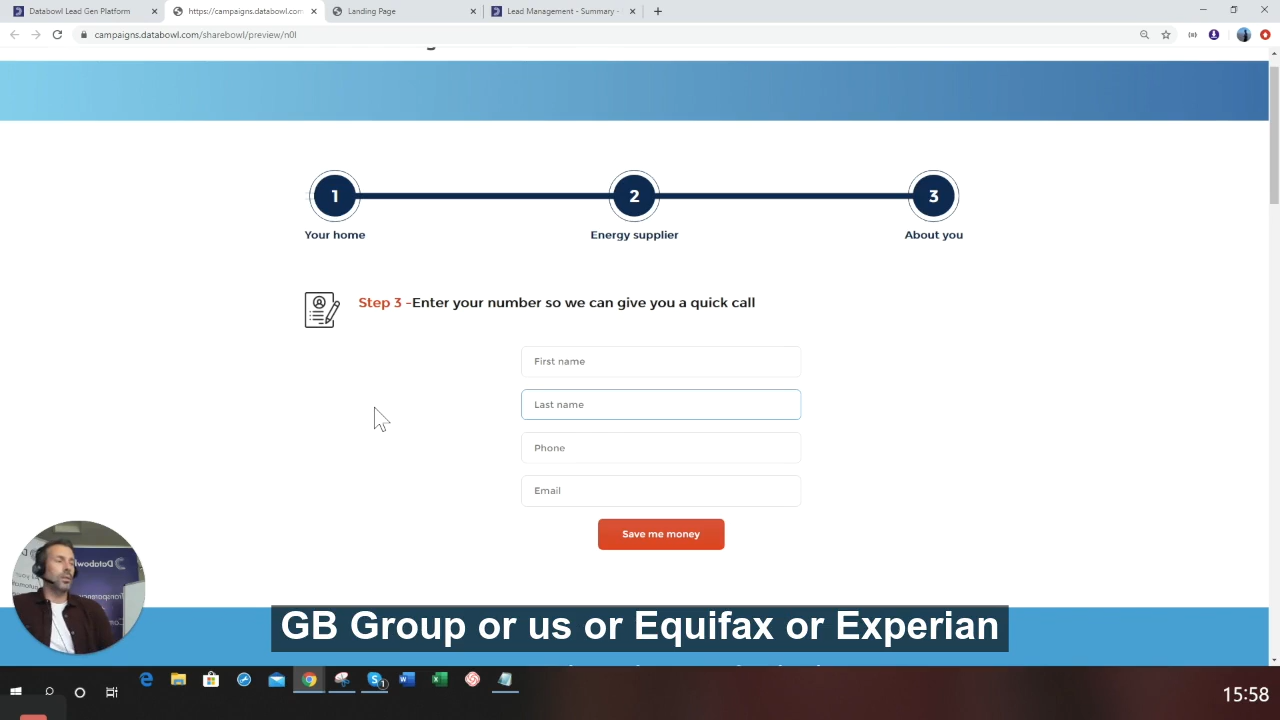 Databowl Lead Gen Platform
https://campaigns.databowl.com
Landing Page
Lead Management - Summary -
campaigns.databowl.com/sharebowl/preview/n0l
1
2
3
Your home
Energy supplier
About you
Step 3 -Enter your number so we can give you a quick call
First name
Last name
Phone
Email
Save me money
GB Group or us or Equifax or Experian
1
15:58